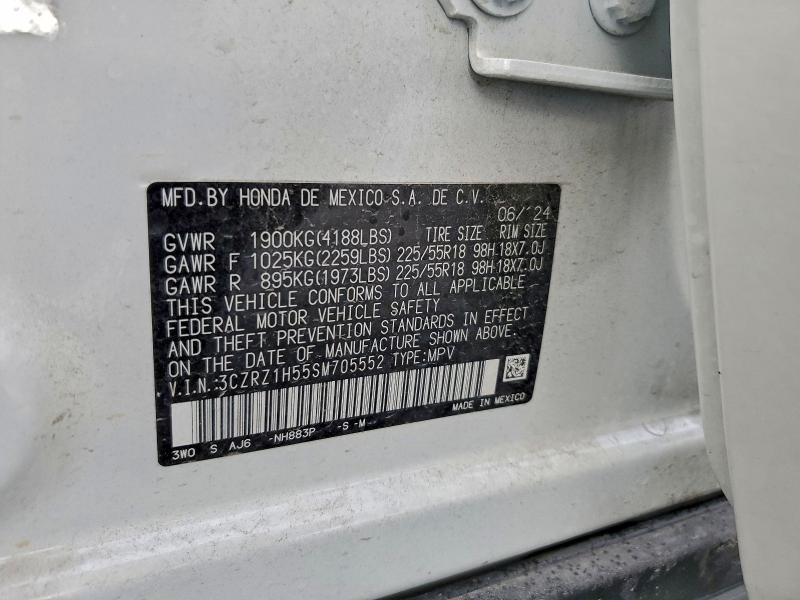 MFD.BY HONDA DE MEXICO S.A. DE C.V.
06/'24
GVWR 1900KG(4188LBS) TIRE SIZE RIM SIZE
GAWR F 1025KG(2259LBS) 225/55R18 98H 18X7.0J
GAWR R 895KG(1973LBS) 225/55R18 98H 18X7.0J
THIS VEHICLE CONFORMS TO ALL APPLICABLE
FEDERAL MOTOR VEHICLE SAFETY
AND THEFT PREVENTION STANDARDS IN EFFECT
ON THE DATE OF MANUFACTURE SHOWN ABOVE.
V.I.N.:3CZRZ1H55SM705552 TYPE:MPV
MADE IN MEXICO
3WO S AJ6 -NH883P -S-M